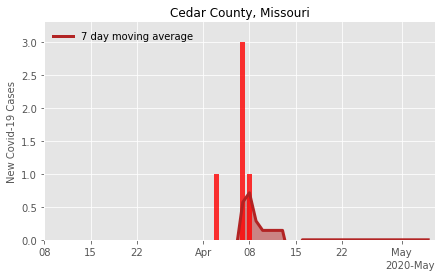 Cedar County, Missouri
7 day moving average
New Covid-19 Cases
3.0
2.5
2.0
1.5
1.0
0.5
0.0
08 15 22 Apr 08 15 22 May
2020-May